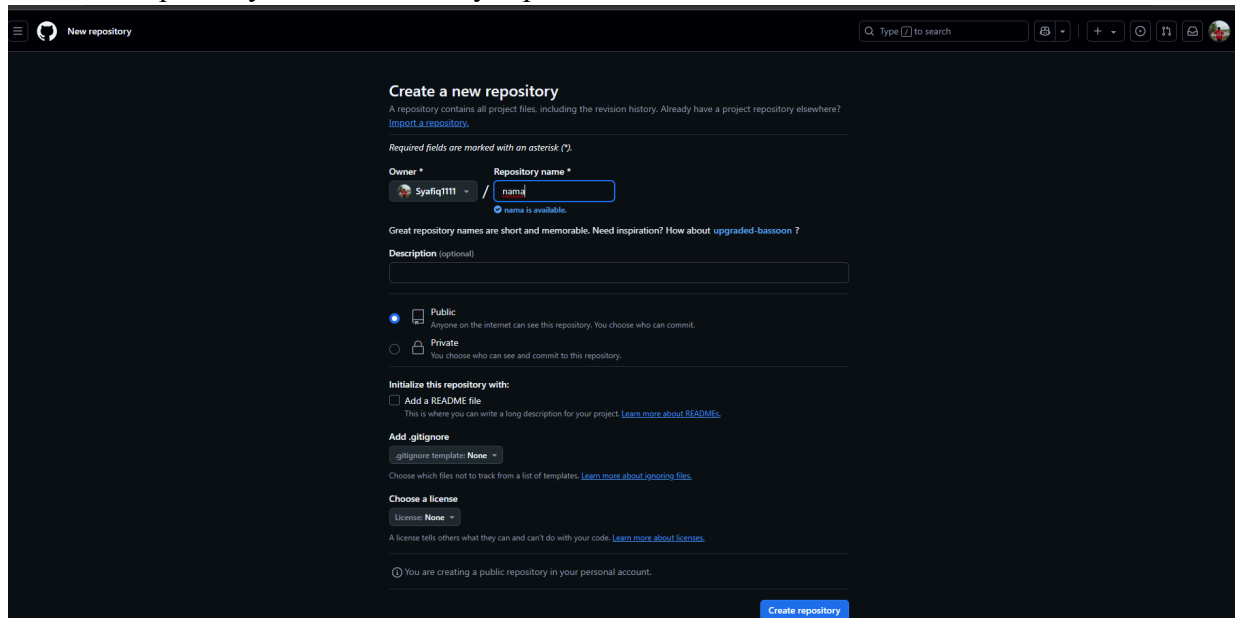 New repository
Type / to search
Create a new repository
A repository contains all project files, including the revision history. Already have a project repository elsewhere?
Import a repository.
Required fields are marked with an asterisk (*).
Owner *
Repository name *
Syafiq1111
/
nama
nama is available.
Great repository names are short and memorable. Need inspiration? How about upgraded-bassoon ?
Description (optional)
Public
Anyone on the internet can see this repository. You choose who can commit.
Private
You choose who can see and commit to this repository.
Initialize this repository with:
Add a README file
This is where you can write a long description for your project. Learn more about READMEs.
Add .gitignore
.gitignore template: None
Choose which files not to track from a list of templates. Learn more about ignoring files.
Choose a license
License: None
A license tells others what they can and can't do with your code. Learn more about licenses.
You are creating a public repository in your personal account.
Create repository